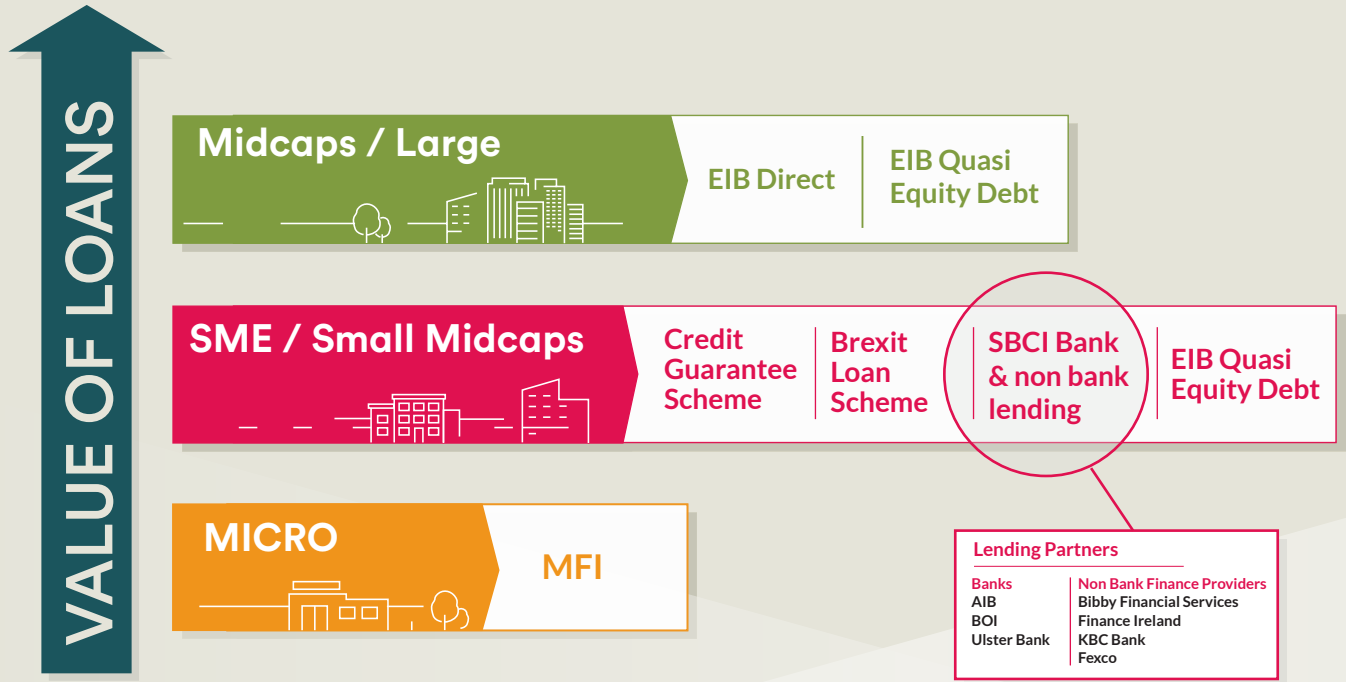 VALUE OF LOANS
Midcaps / Large
EIB Direct
EIB Quasi
Equity Debt
SME / Small Midcaps
Credit
Guarantee
Scheme
Brexit
Loan
Scheme
SBCI Bank
& non bank
lending
EIB Quasi
Equity Debt
MICRO
MFI
Lending Partners
Banks
AIB
BOI
Ulster Bank
Non Bank Finance Providers
Bibby Financial Services
Finance Ireland
KBC Bank
Fexco